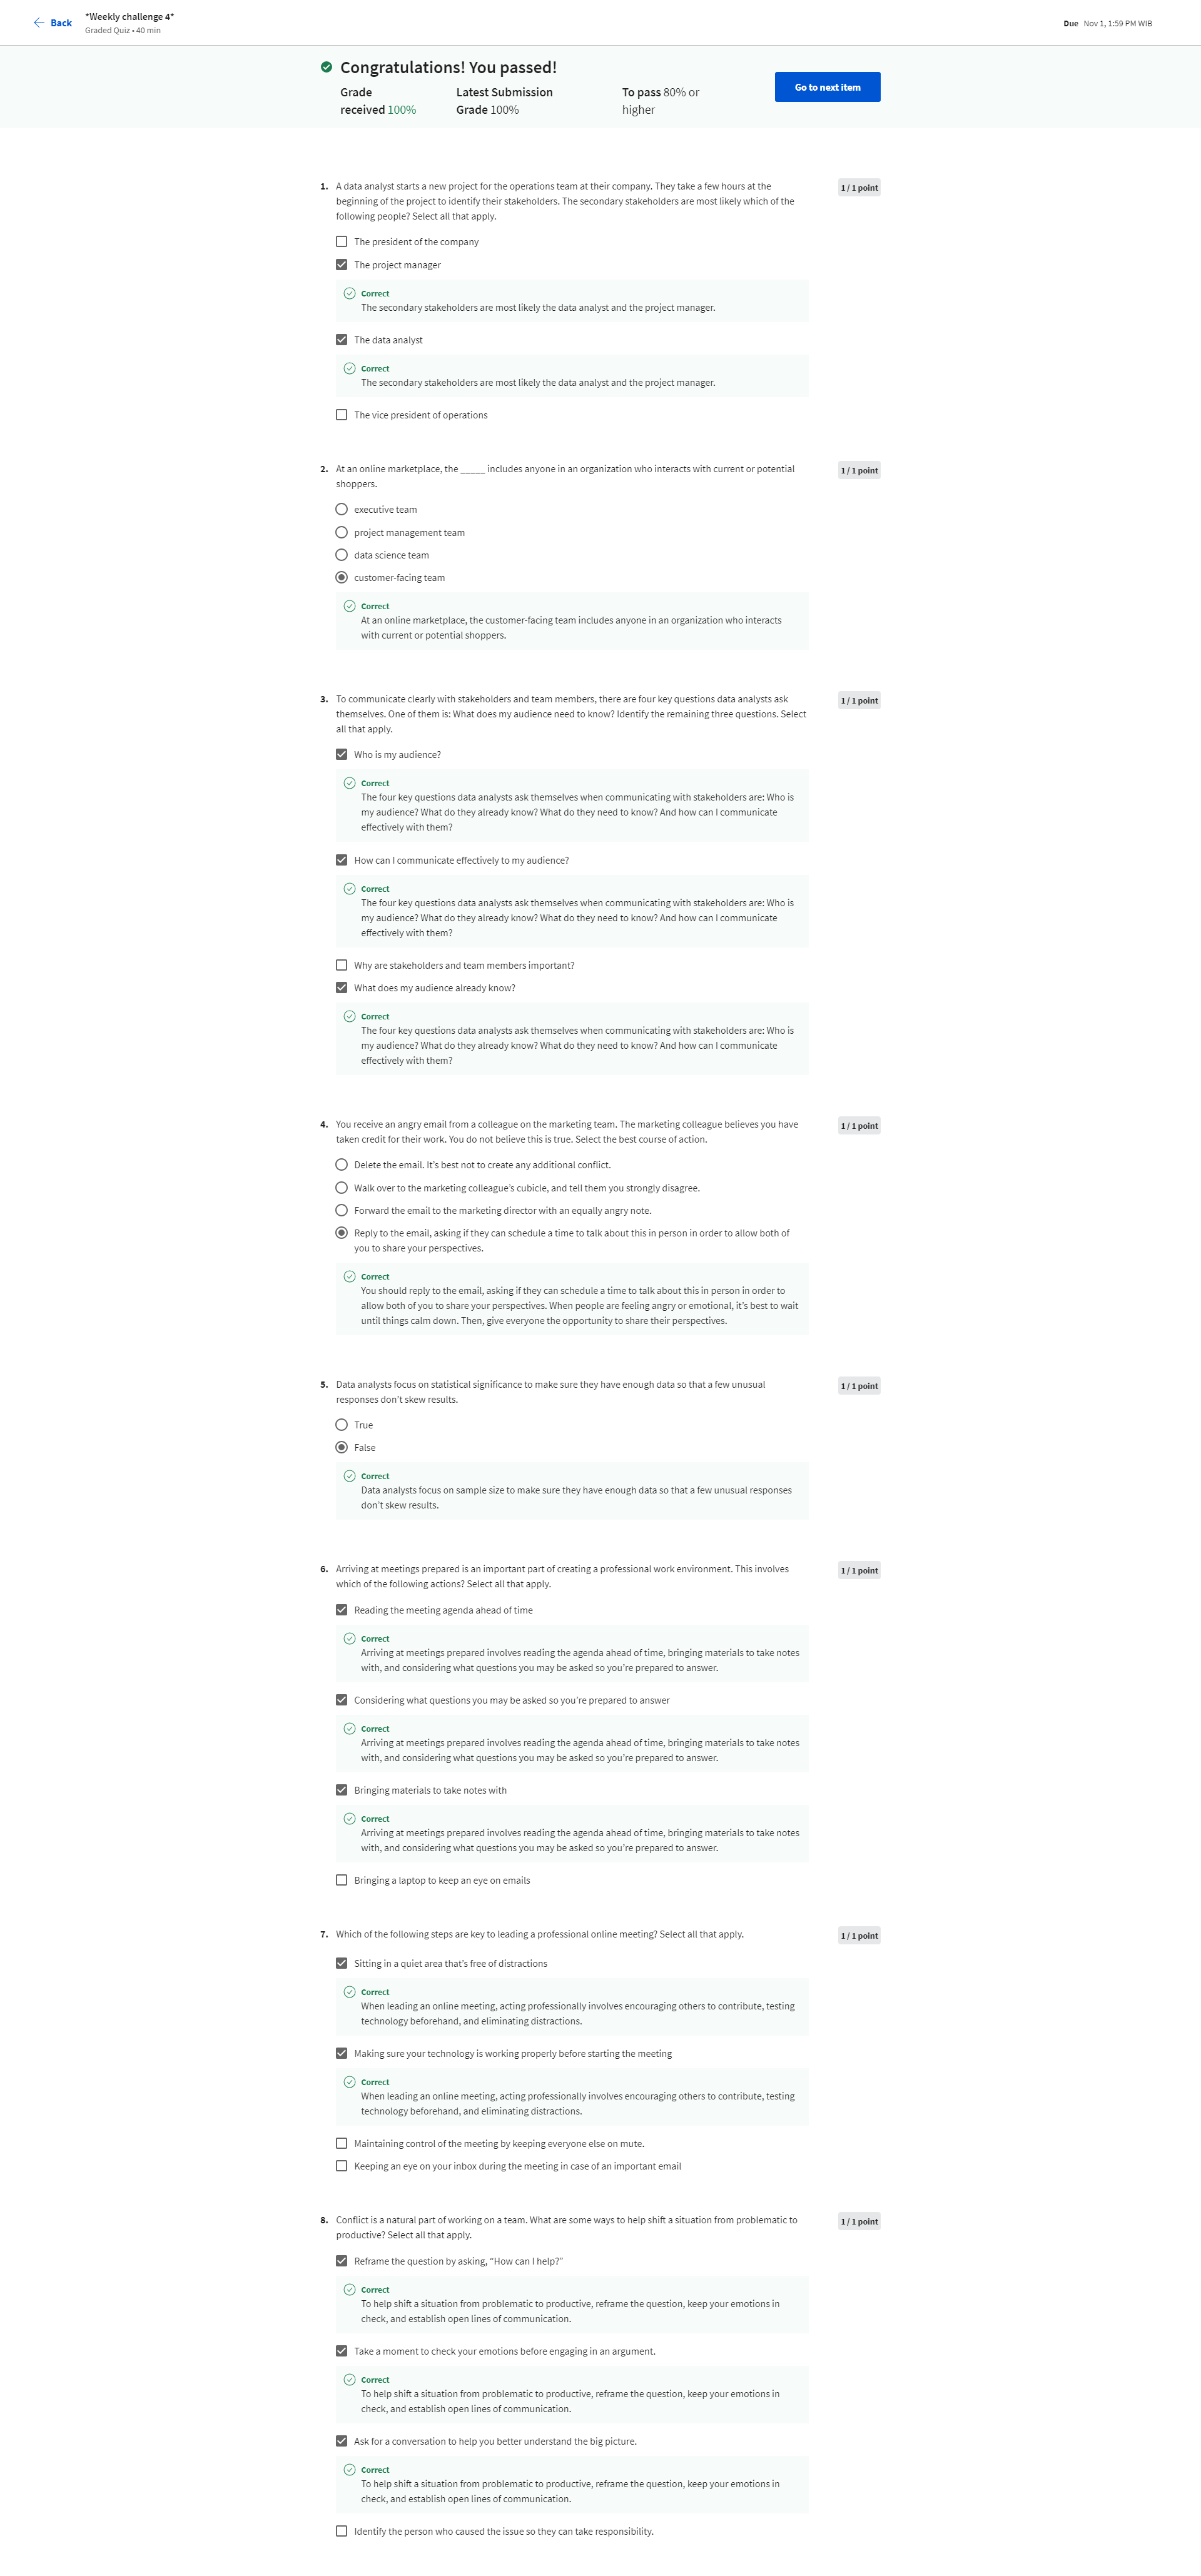 Back
*Weekly challenge 4*
Graded Quiz • 40 min
Due Nov 1, 1:59 PM WIB
Congratulations! You passed!
Grade received 100%
Latest Submission Grade 100%
To pass 80% or higher
Go to next item
1. A data analyst starts a new project for the operations team at their company. They take a few hours at the
beginning of the project to identify their stakeholders. The secondary stakeholders are most likely which of the
following people? Select all that apply.
1 / 1 point
The president of the company
The project manager
Correct
The secondary stakeholders are most likely the data analyst and the project manager.
The data analyst
Correct
The secondary stakeholders are most likely the data analyst and the project manager.
The vice president of operations
2. At an online marketplace, the _____ includes anyone in an organization who interacts with current or potential
shoppers.
1 / 1 point
executive team
project management team
data science team
customer-facing team
Correct
At an online marketplace, the customer-facing team includes anyone in an organization who interacts
with current or potential shoppers.
3. To communicate clearly with stakeholders and team members, there are four key questions data analysts ask
themselves. One of them is: What does my audience need to know? Identify the remaining three questions. Select
all that apply.
1 / 1 point
Who is my audience?
Correct
The four key questions data analysts ask themselves when communicating with stakeholders are: Who is
my audience? What do they already know? What do they need to know? And how can I communicate
effectively with them?
How can I communicate effectively to my audience?
Correct
The four key questions data analysts ask themselves when communicating with stakeholders are: Who is
my audience? What do they already know? What do they need to know? And how can I communicate
effectively with them?
Why are stakeholders and team members important?
What does my audience already know?
Correct
The four key questions data analysts ask themselves when communicating with stakeholders are: Who is
my audience? What do they already know? What do they need to know? And how can I communicate
effectively with them?
4. You receive an angry email from a colleague on the marketing team. The marketing colleague believes you have
taken credit for their work. You do not believe this is true. Select the best course of action.
1 / 1 point
Delete the email. It’s best not to create any additional conflict.
Walk over to the marketing colleague’s cubicle, and tell them you strongly disagree.
Forward the email to the marketing director with an equally angry note.
Reply to the email, asking if they can schedule a time to talk about this in person in order to allow both of
you to share your perspectives.
Correct
You should reply to the email, asking if they can schedule a time to talk about this in person in order to
allow both of you to share your perspectives. When people are feeling angry or emotional, it’s best to wait
until things calm down. Then, give everyone the opportunity to share their perspectives.
5. Data analysts focus on statistical significance to make sure they have enough data so that a few unusual
responses don’t skew results.
1 / 1 point
True
False
Correct
Data analysts focus on sample size to make sure they have enough data so that a few unusual responses
don’t skew results.
6. Arriving at meetings prepared is an important part of creating a professional work environment. This involves
which of the following actions? Select all that apply.
1 / 1 point
Reading the meeting agenda ahead of time
Correct
Arriving at meetings prepared involves reading the agenda ahead of time, bringing materials to take notes
with, and considering what questions you may be asked so you’re prepared to answer.
Considering what questions you may be asked so you’re prepared to answer
Correct
Arriving at meetings prepared involves reading the agenda ahead of time, bringing materials to take notes
with, and considering what questions you may be asked so you’re prepared to answer.
Bringing materials to take notes with
Correct
Arriving at meetings prepared involves reading the agenda ahead of time, bringing materials to take notes
with, and considering what questions you may be asked so you’re prepared to answer.
Bringing a laptop to keep an eye on emails
7. Which of the following steps are key to leading a professional online meeting? Select all that apply.
1 / 1 point
Sitting in a quiet area that’s free of distractions
Correct
When leading an online meeting, acting professionally involves encouraging others to contribute, testing
technology beforehand, and eliminating distractions.
Making sure your technology is working properly before starting the meeting
Correct
When leading an online meeting, acting professionally involves encouraging others to contribute, testing
technology beforehand, and eliminating distractions.
Maintaining control of the meeting by keeping everyone else on mute.
Keeping an eye on your inbox during the meeting in case of an important email
8. Conflict is a natural part of working on a team. What are some ways to help shift a situation from problematic to
productive? Select all that apply.
1 / 1 point
Reframe the question by asking, “How can I help?”
Correct
To help shift a situation from problematic to productive, reframe the question, keep your emotions in
check, and establish open lines of communication.
Take a moment to check your emotions before engaging in an argument.
Correct
To help shift a situation from problematic to productive, reframe the question, keep your emotions in
check, and establish open lines of communication.
Ask for a conversation to help you better understand the big picture.
Correct
To help shift a situation from problematic to productive, reframe the question, keep your emotions in
check, and establish open lines of communication.
Identify the person who caused the issue so they can take responsibility.